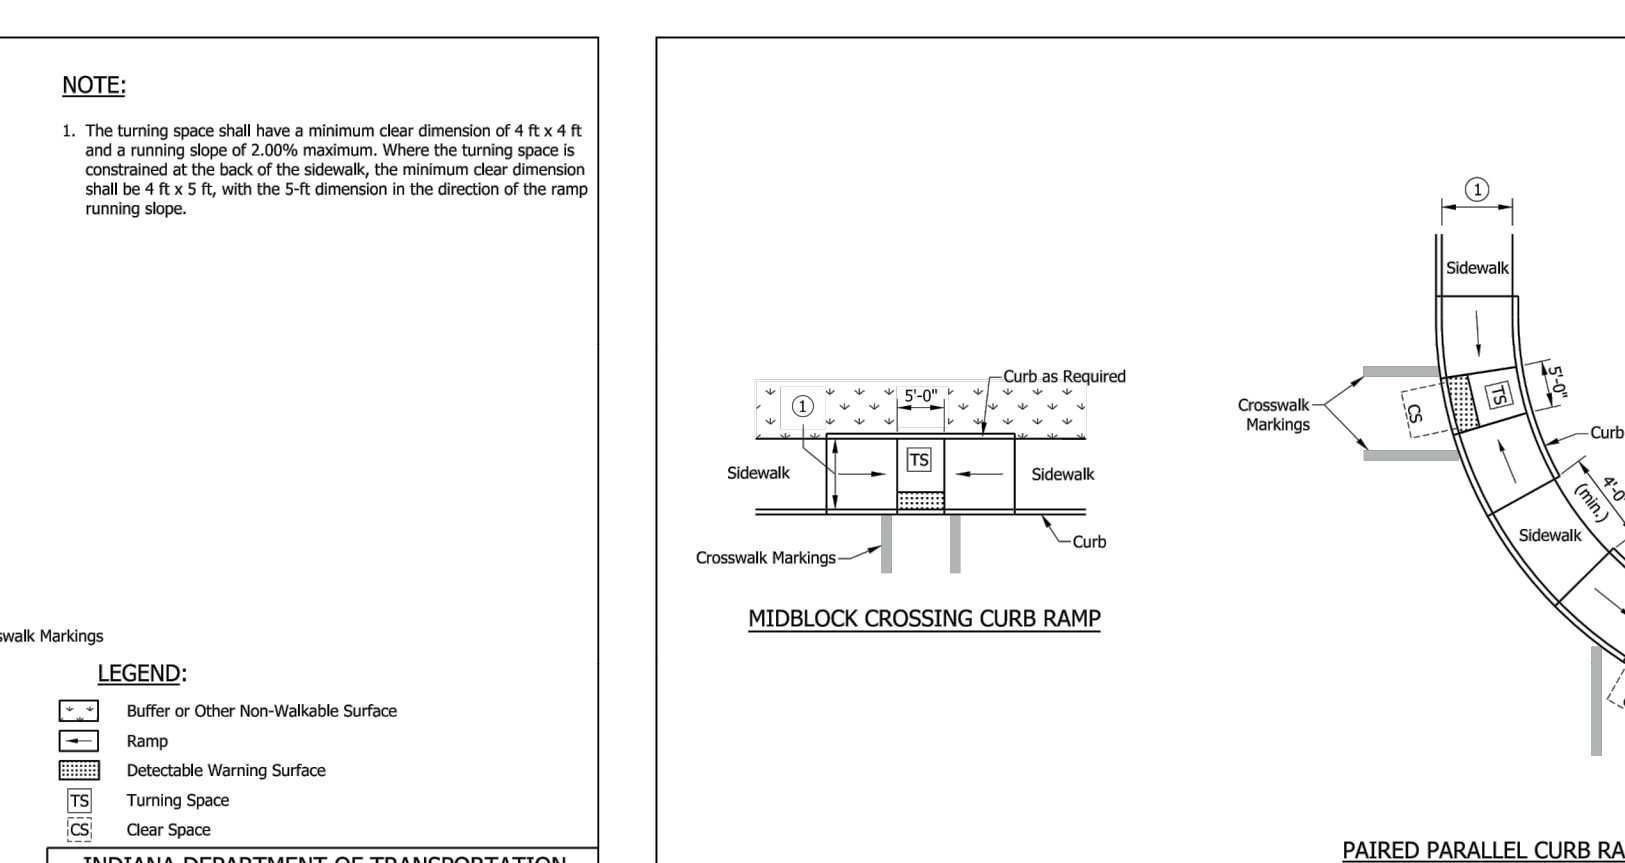 NOTE:
1. The turning space shall have a minimum clear dimension of 4 ft x 4 ft
and a running slope of 2.00% maximum. Where the turning space is
constrained at the back of the sidewalk, the minimum clear dimension
shall be 4 ft x 5 ft, with the 5-ft dimension in the direction of the ramp
running slope.
swalk Markings
LEGEND:
Buffer or Other Non-Walkable Surface
Ramp
Detectable Warning Surface
TS Turning Space
CS Clear Space
INDIANA DEPARTMENT OF TRANSPORTATION
Curb as Required
1
5'-0"
TS
Sidewalk
Sidewalk
Curb
Crosswalk Markings
MIDBLOCK CROSSING CURB RAMP
1
Sidewalk
5'-0"
TS
CS
Crosswalk
Markings
Curb
4'-0
(min.)
Sidewalk
PAIRED PARALLEL CURB RA